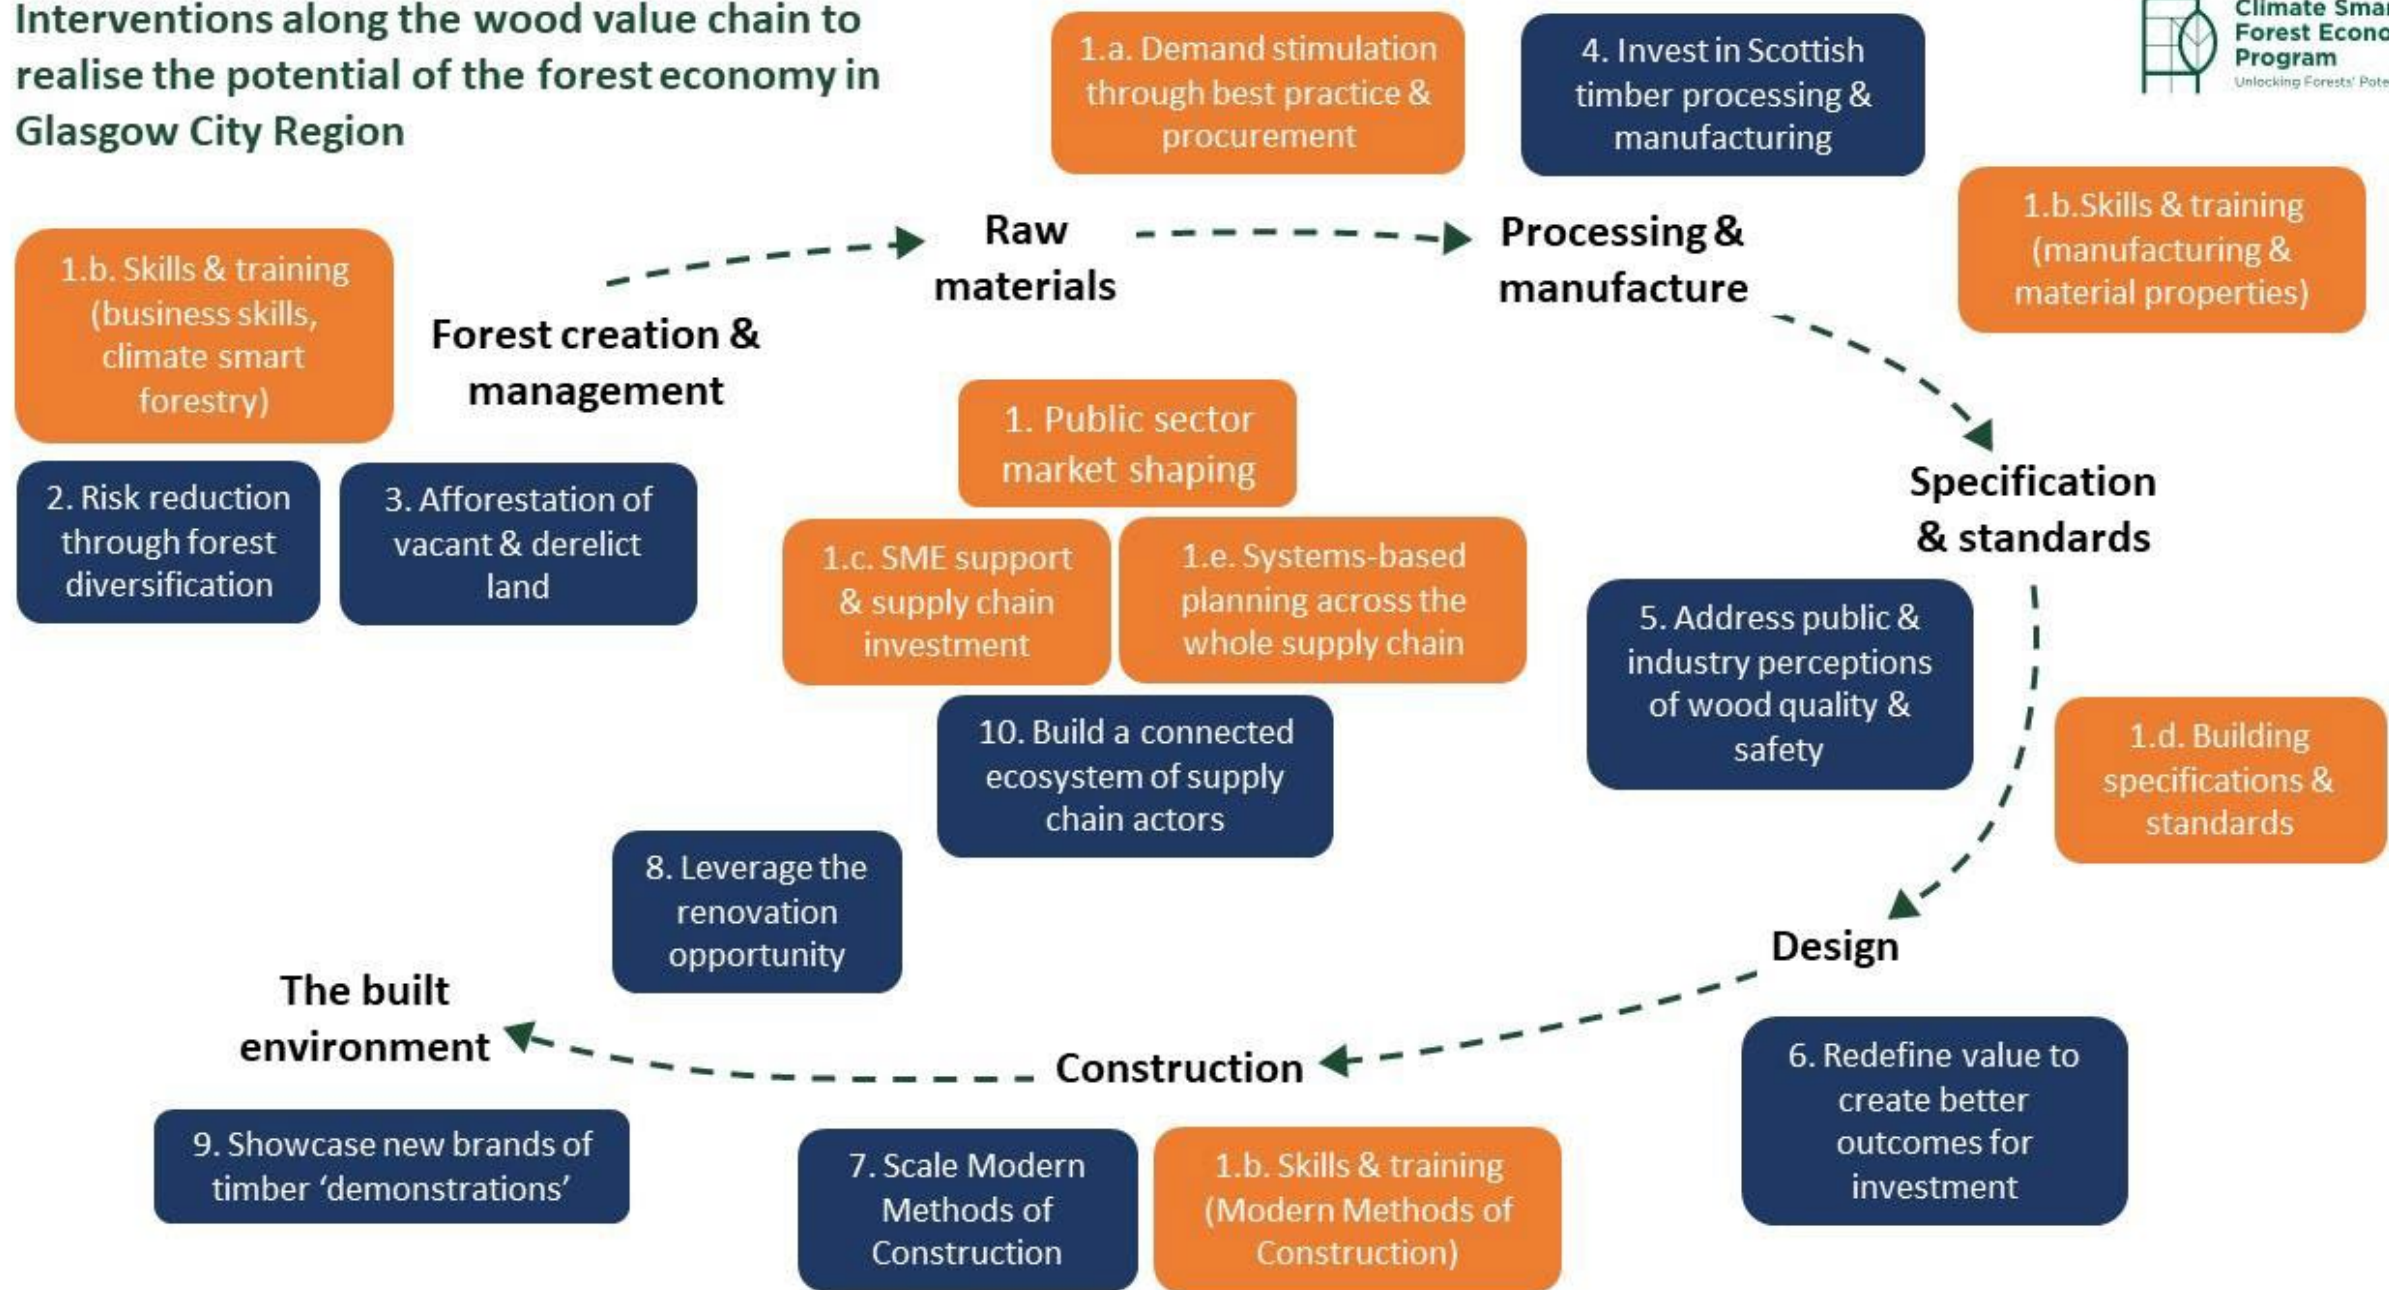 Interventions along the wood value chain to
realise the potential of the forest economy in
Glasgow City Region
1.a. Demand stimulation
through best practice &
procurement
4. Invest in Scottish
timber processing &
manufacturing
Forest
Program
Unlocking Forests'
1.b.Skills & training
(manufacturing &
material properties)
Raw
materials
Processing &
manufacture
1.b. Skills & training
(business skills,
climate smart
forestry)
Forest creation &
management
1. Public sector
market shaping
Specification
& standards
2. Risk reduction
through forest
diversification
3. Afforestation of
vacant & derelict
land
1.c. SME support
& supply chain
investment
1.e. Systems-based
planning across the
whole supply chain
5. Address public &
industry perceptions
of wood quality &
safety
10. Build a connected
ecosystem of supply
chain actors
1.d. Building
specifications &
standards
8. Leverage the
renovation
opportunity
Design
The built
environment
Construction
6. Redefine value to
create better
outcomes for
investment
9. Showcase new brands of
timber ‘demonstrations’
7. Scale Modern
Methods of
Construction
1.b. Skills & training
(Modern Methods of
Construction)